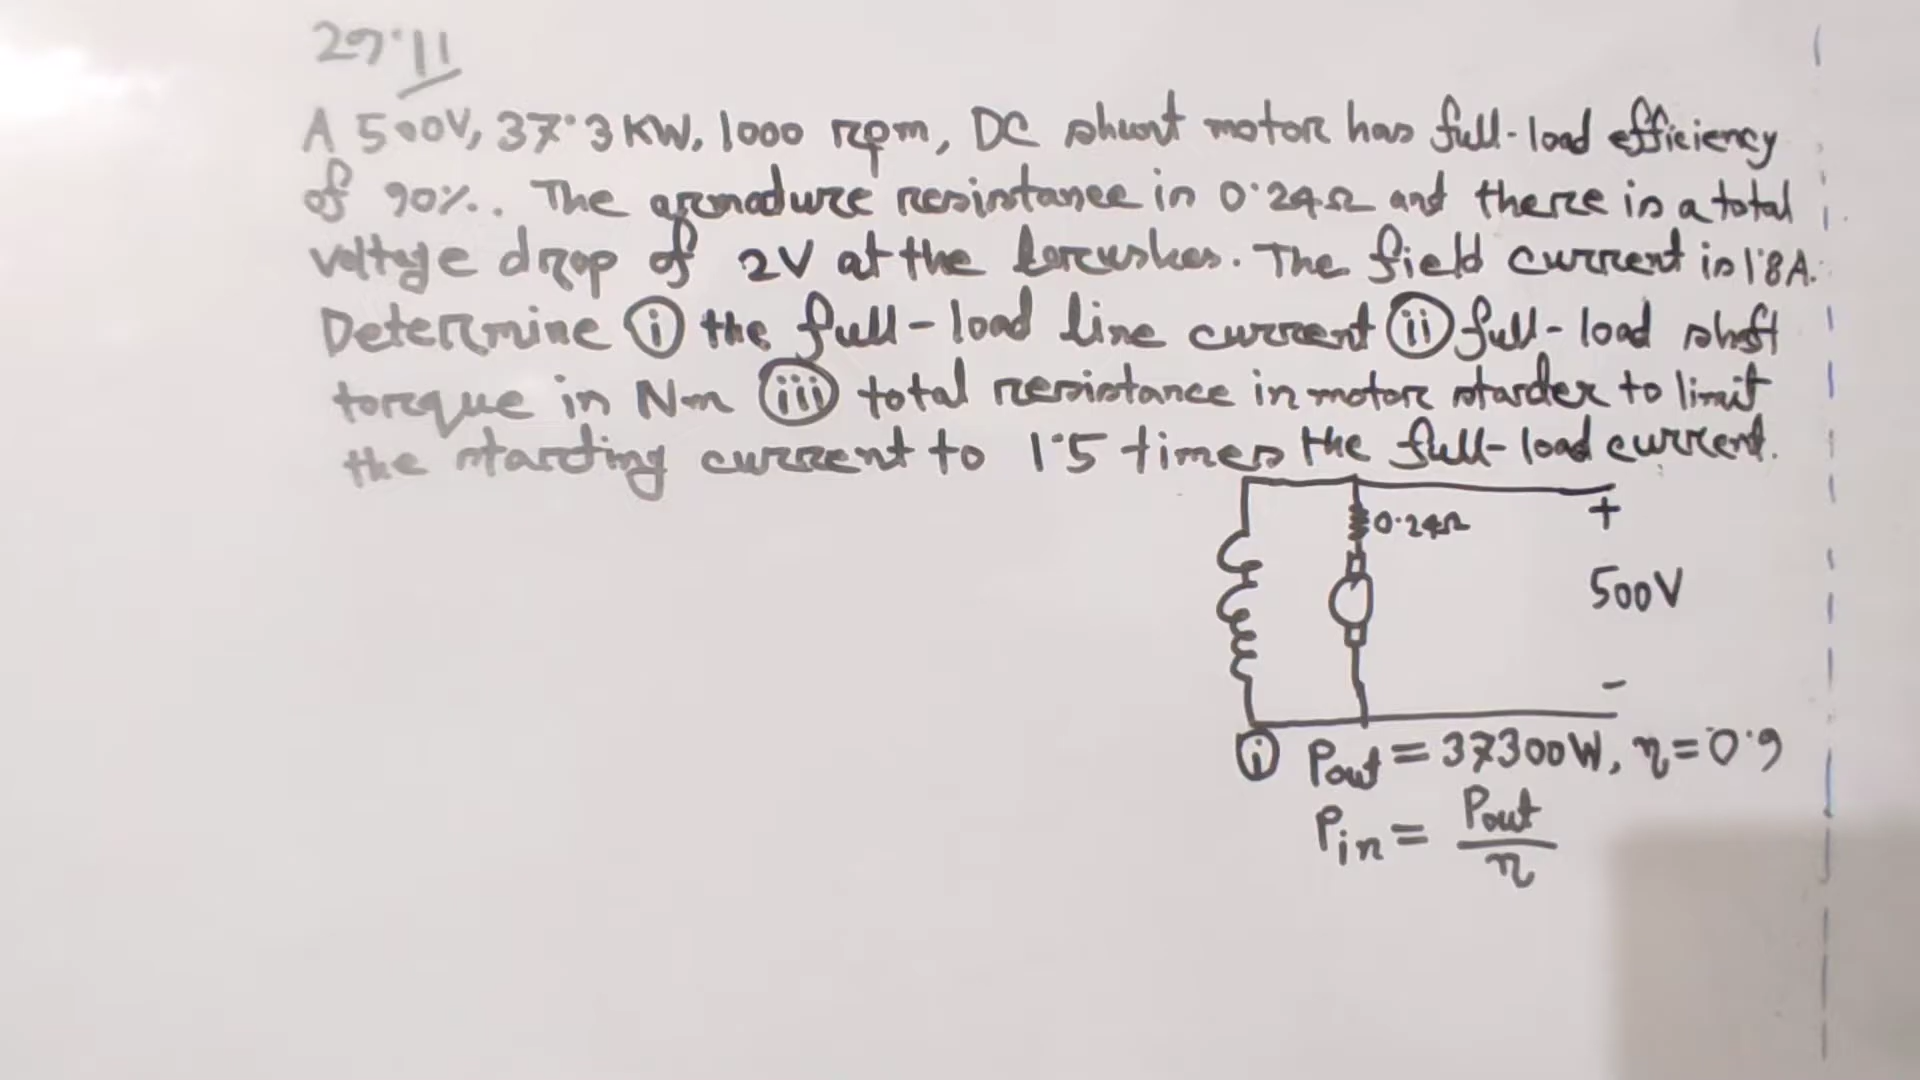 29.11
A 500V, 37.3 KW, 1000 rpm, DC shunt motor has full-load efficiency
of 90%. The armature resistance is 0.24Ω and there is a total
voltage drop of 2V at the brushes. The field current is 1.8A.
Determine (i) the full-load line current (ii) full-load shaft
torque in Nm (iii) total resistance in motor starter to limit
the starting current to 1.5 times the full-load current.
0.24Ω
+
500V
-
(i) Pout = 37300W, η = 0.9
Pin = Pout
η